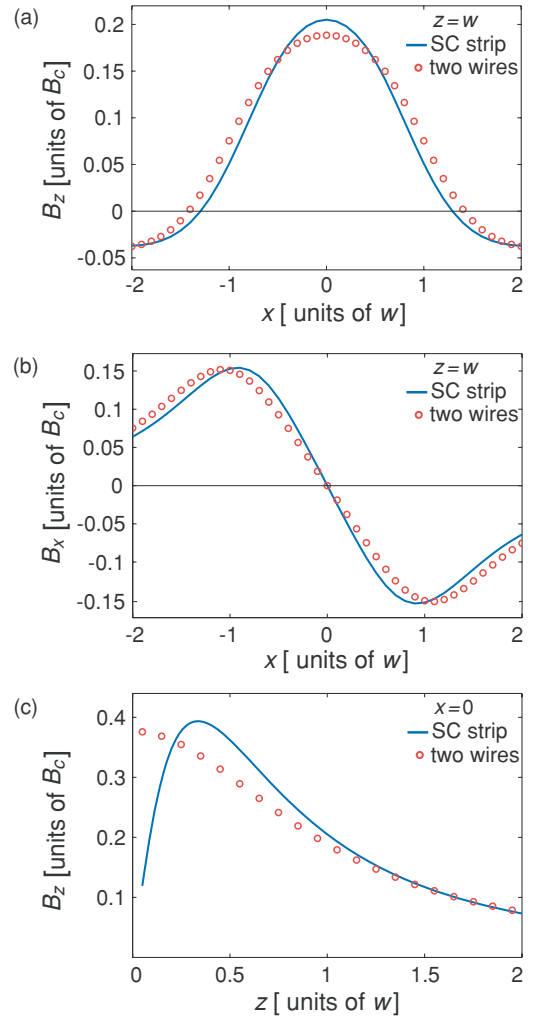 (a)
z=w
SC strip
two wires
0.2
0.15
0.1
0.05
0
-0.05
B_z [units of B_c]
-2
-1
0
1
2
x [ units of w]
(b)
z=w
SC strip
two wires
0.15
0.1
0.05
0
-0.05
-0.1
-0.15
B_x [units of B_c]
-2
-1
0
1
2
x [ units of w]
(c)
x=0
SC strip
two wires
0.4
0.3
0.2
0.1
B_z [units of B_c]
0
0.5
1
1.5
2
z [ units of w]